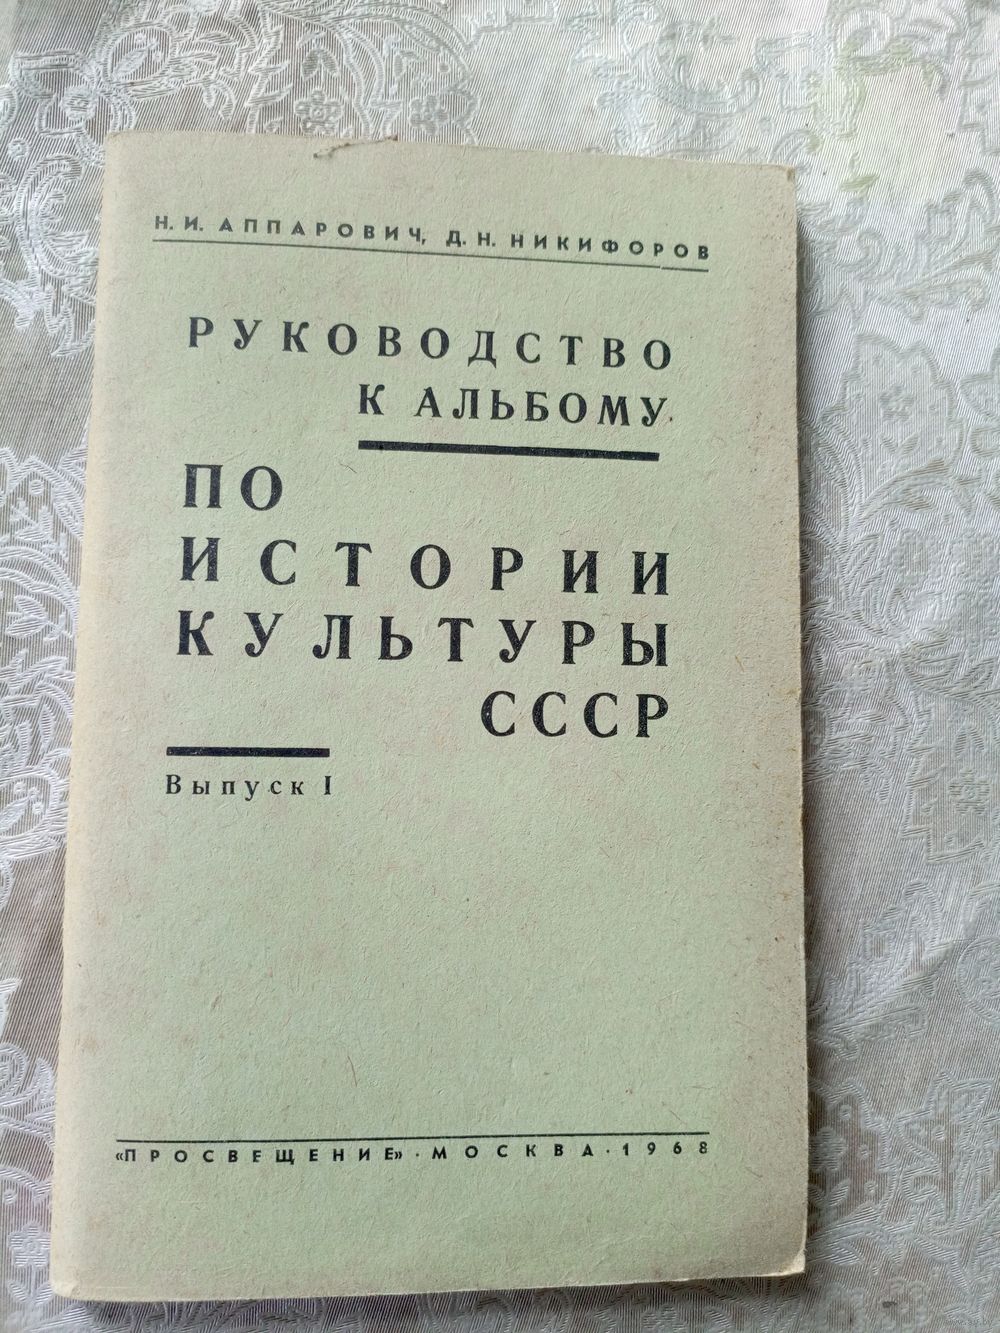 Н. И. АППАРОВИЧ, Д. Н. НИКИФОРОВ
РУКОВОДСТВО
К АЛЬБОМУ
ПО
ИСТОРИИ
КУЛЬТУРЫ
СССР
Выпуск I
«ПРОСВЕЩЕНИЕ» · МОСКВА · 1968